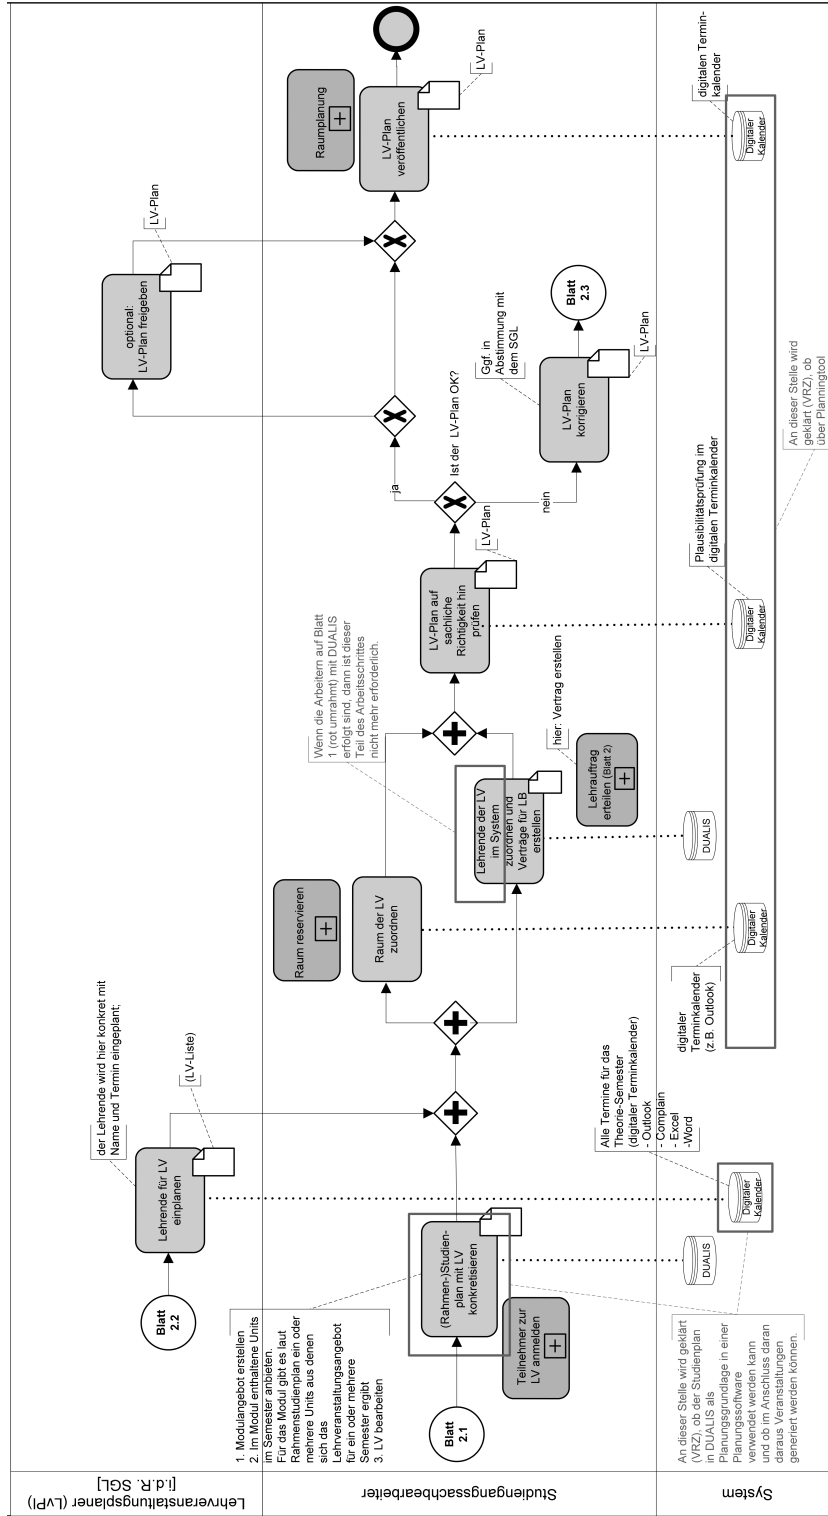 Lehrveranstaltungsplaner (LvPl)
[i.d.R. SGL]
Studiengangssachbearbeiter
System
Blatt
2.2
Lehrende für LV
einplanen
der Lehrende wird hier konkret mit
Name und Termin eingeplant;
(LV-Liste)
optional:
LV-Plan freigeben
LV-Plan
1. Modulangebot erstellen
2. Im Modul enthaltene Units
im Semester anbieten.
Für das Modul gibt es laut
Rahmenstudienplan ein oder
mehrere Units aus denen
sich das
Lehrveranstaltungsangebot
für ein oder mehrere
Semester ergibt
3. LV bearbeiten
Blatt
2.1
(Rahmen-)Studien-
plan mit LV
konkretisieren
Teilnehmer zur
LV anmelden
Raum reservieren
Raum der LV
zuordnen
Lehrende der LV
im System
zuordnen und
Verträge für LB
erstellen
Wenn die Arbeitern auf Blatt
1 (rot umrahmt) mit DUALIS
erfolgt sind, dann ist dieser
Teil des Arbeitsschrittes
nicht mehr erforderlich.
hier: Vertrag erstellen
Lehrauftrag
erteilen (Blatt 2)
LV-Plan auf
sachliche
Richtigkeit hin
prüfen
LV-Plan
Ist der LV-Plan OK?
ja
nein
Ggf. in
Abstimmung mit
dem SGL
LV-Plan
korrigieren
LV-Plan
Blatt
2.3
Raumplanung
LV-Plan
veröffentlichen
LV-Plan
An dieser Stelle wird geklärt
(VRZ), ob der Studienplan
in DUALIS als
Planungsgrundlage in einer
Planungssoftware
verwendet werden kann
und ob im Anschluss daran
daraus Veranstaltungen
generiert werden können.
DUALIS
Digitaler
Kalender
Alle Termine für das
Theorie-Semester
(digitaler Terminkalender)
- Outlook
- Complain
- Excel
-Word
digitaler
Terminkalender
(z.B. Outlook)
Digitaler
Kalender
DUALIS
Plausibilitätsprüfung im
digitalen Terminkalender
Digitaler
Kalender
An dieser Stelle wird
geklärt (VRZ), ob
über Planningtool
digitalen Termin-
kalender
Digitaler
Kalender